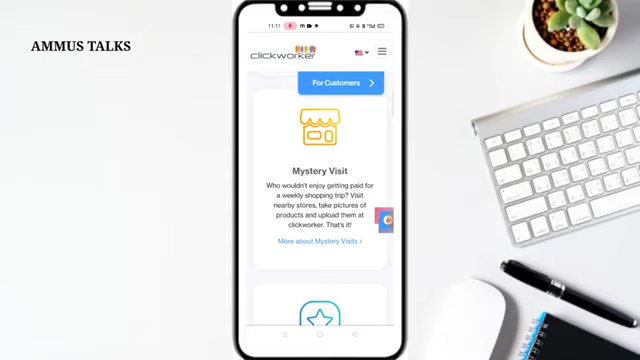 AMMUS TALKS
11:11
clickworker
For Customers
Mystery Visit
Who wouldn't enjoy getting paid
for a weekly shopping trip? Visit
nearby stores, take pictures of
products and upload them at
clickworker. That's it!
More about Mystery Visits ›